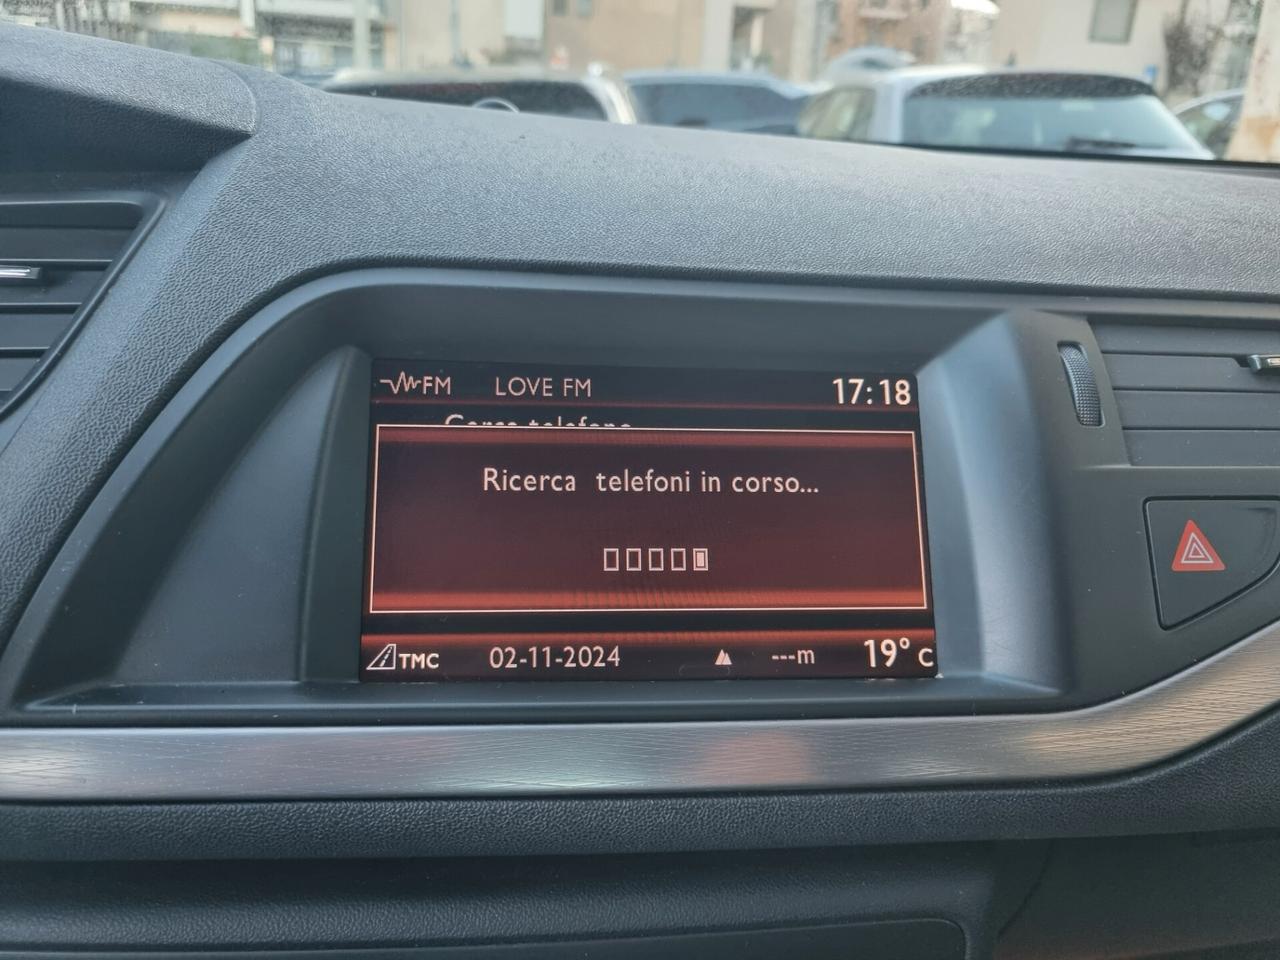 FM LOVE FM 17:18
Ricerca telefoni in corso...
TMC 02-11-2024 ---m 19° C